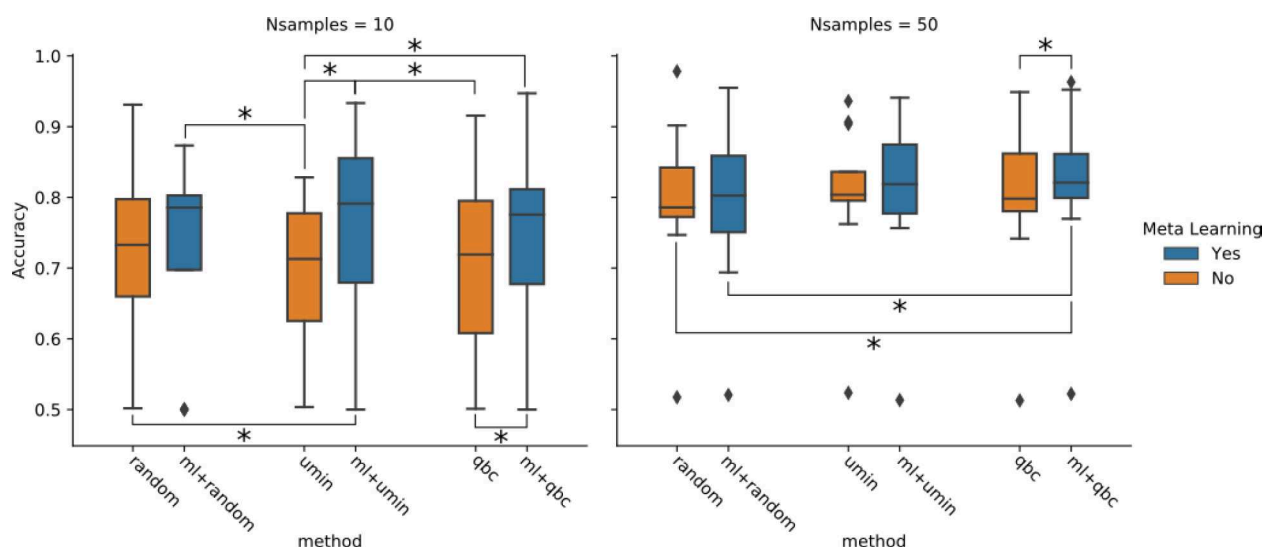 Nsamples = 10
Nsamples = 50
Accuracy
1.0
0.9
0.8
0.7
0.6
0.5
*
*
*
*
*
*
*
*
*
random
ml+random
umin
ml+umin
qbc
ml+qbc
method
random
ml+random
umin
ml+umin
qbc
ml+qbc
method
Meta Learning
Yes
No